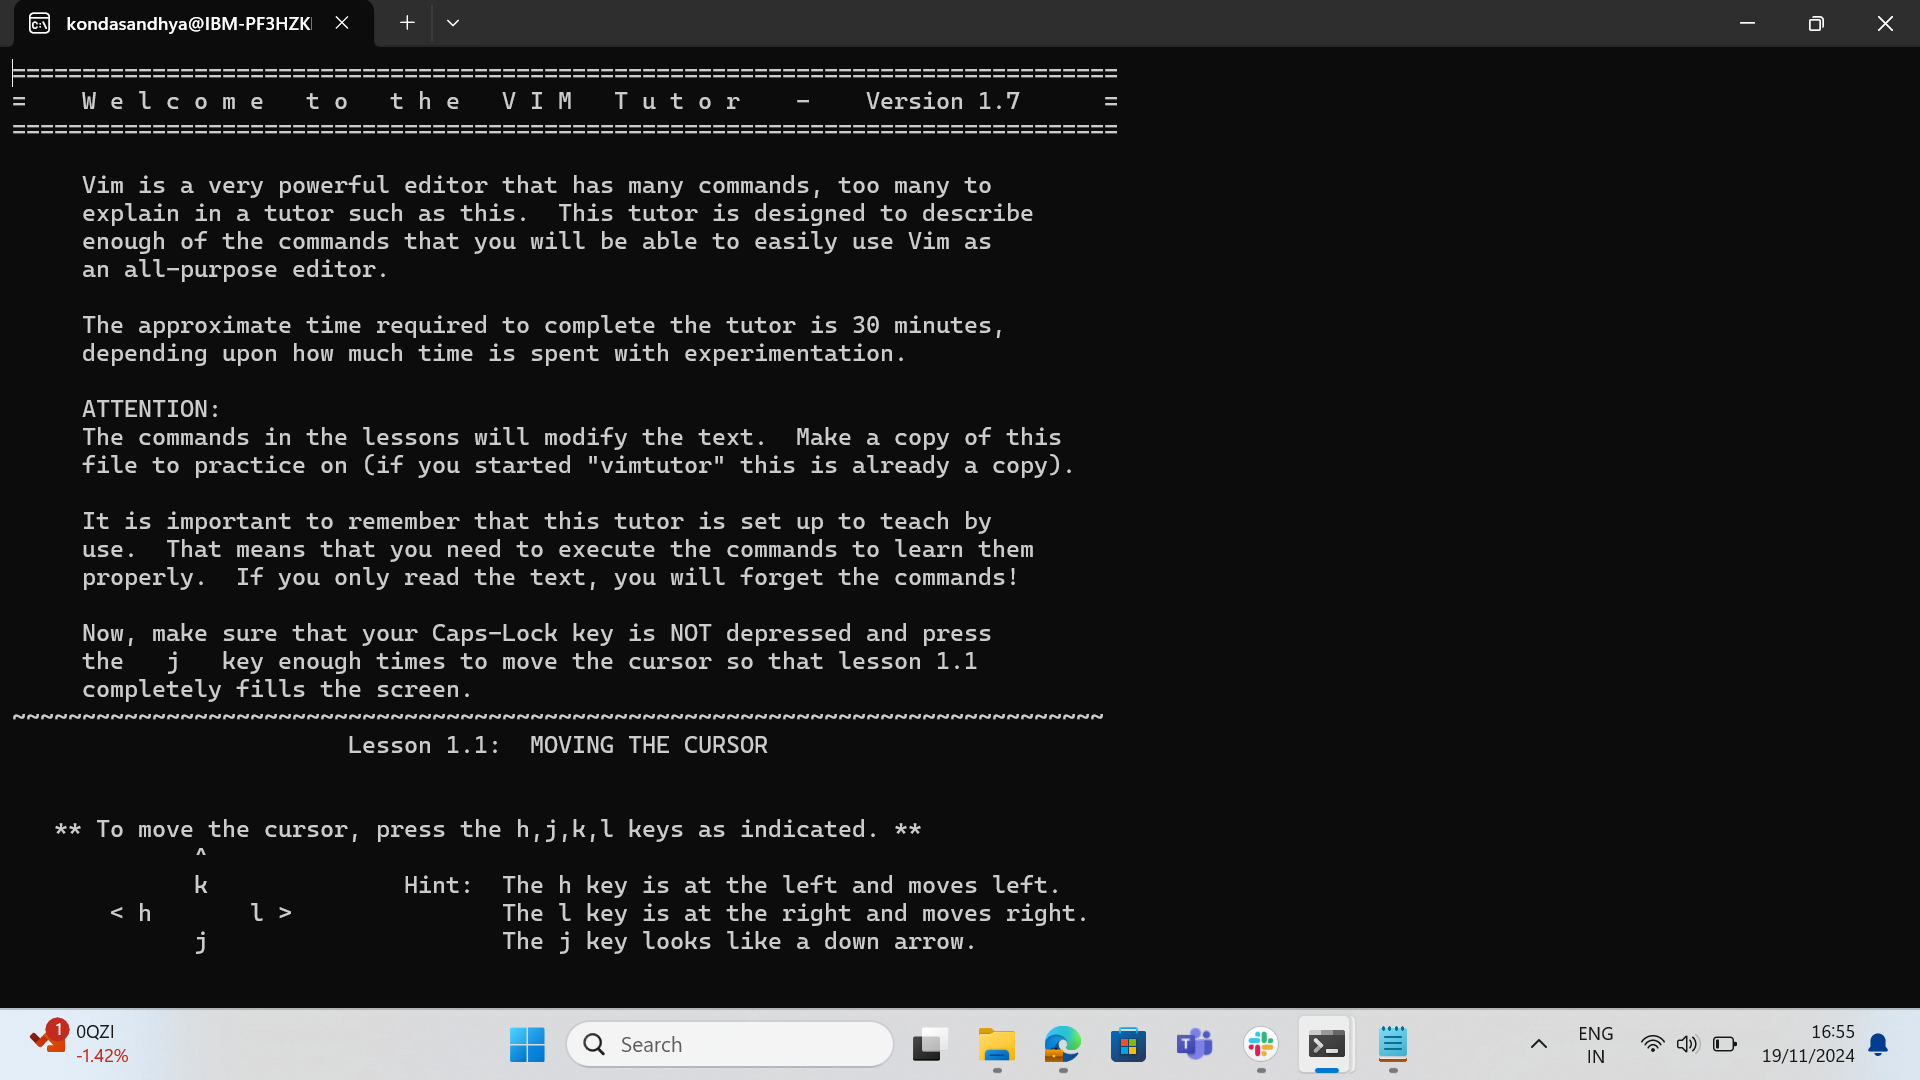 kondasandhya@IBM-PF3HZK
===============================================================================
=    W e l c o m e   t o   t h e   V I M   T u t o r    -    Version 1.7      =
===============================================================================
Vim is a very powerful editor that has many commands, too many to
explain in a tutor such as this.  This tutor is designed to describe
enough of the commands that you will be able to easily use Vim as
an all-purpose editor.
The approximate time required to complete the tutor is 30 minutes,
depending upon how much time is spent with experimentation.
ATTENTION:
The commands in the lessons will modify the text.  Make a copy of this
file to practice on (if you started "vimtutor" this is already a copy).
It is important to remember that this tutor is set up to teach by
use.  That means that you need to execute the commands to learn them
properly.  If you only read the text, you will forget the commands!
Now, make sure that your Caps-Lock key is NOT depressed and press
the   j   key enough times to move the cursor so that lesson 1.1
completely fills the screen.
~~~~~~~~~~~~~~~~~~~~~~~~~~~~~~~~~~~~~~~~~~~~~~~~~~~~~~~~~~~~~~~~~~~~~~~~~~~~~~
Lesson 1.1:  MOVING THE CURSOR
** To move the cursor, press the h,j,k,l keys as indicated. **
^
k              Hint:  The h key is at the left and moves left.
< h       l >               The l key is at the right and moves right.
j                     The j key looks like a down arrow.
1
0QZI
-1.42%
Search
ENG
IN
16:55
19/11/2024